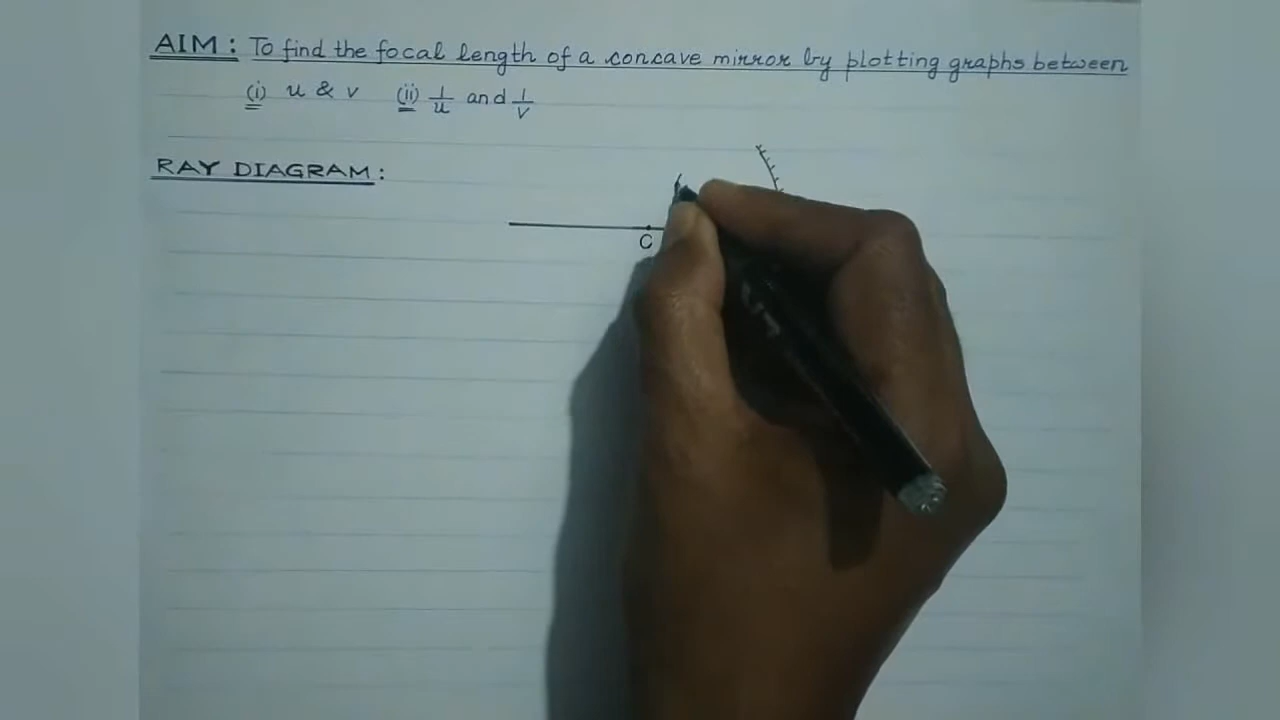 AIM : To find the focal length of a concave mirror by plotting graphs between
(i) u & v (ii) 1/u and 1/v
RAY DIAGRAM :
C